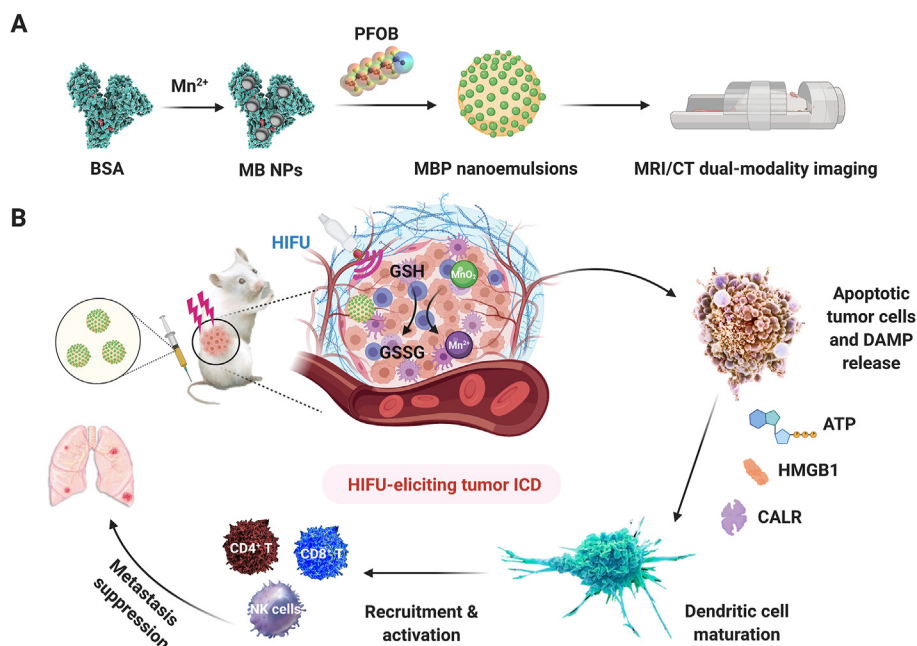 A
PFOB
Mn²⁺
BSA
MB NPs
MBP nanoemulsions
MRI/CT dual-modality imaging
B
HIFU
GSH
MnO₂
GSSG
Mn²⁺
Apoptotic
tumor cells
and DAMP
release
ATP
HMGB1
CALR
HIFU-eliciting tumor ICD
CD4⁺ T
CD8⁺ T
NK cells
Recruitment &
activation
Dendritic cell
maturation
Metastasis
suppression